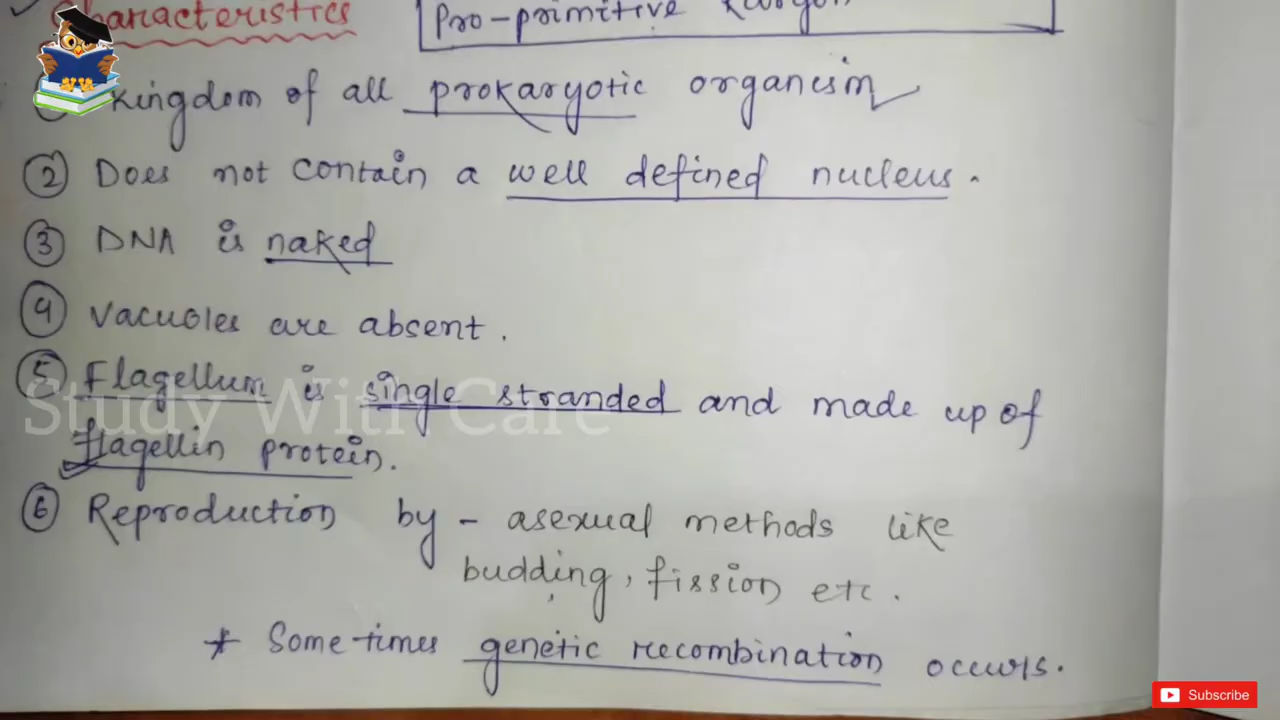 Characteristics
Pro-primitive Karyon
① Kingdom of all prokaryotic organism
② Does not contain a well defined nucleus.
③ DNA is naked
④ Vacuoles are absent.
⑤ Flagellum is single stranded and made up of
flagellin protein.
⑥ Reproduction by - asexual methods like
budding, fission etc.
* Some times genetic recombination occurs.
Study With Care
Subscribe